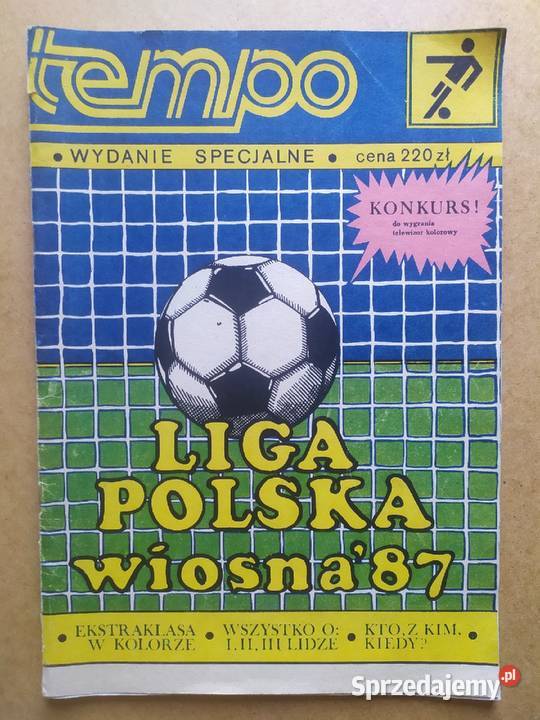 tempo
• WYDANIE SPECJALNE • cena 220 zł
KONKURS!
do wygrania
telewizor kolorowy
LIGA
POLSKA
wiosna'87
• EKSTRAKLASA W KOLORZE • WSZYSTKO O: I, II, III LIDZE • KTO, Z KIM, KIEDY? •
Sprzedajemy.pl